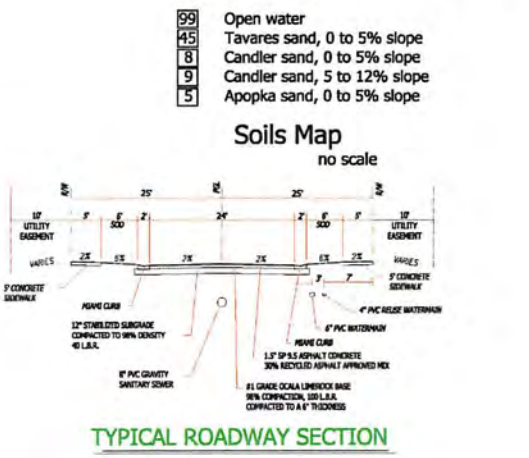 99 Open water
45 Tavares sand, 0 to 5% slope
8 Candler sand, 0 to 5% slope
9 Candler sand, 5 to 12% slope
5 Apopka sand, 0 to 5% slope
Soils Map
no scale
R/W PGL R/W
25' 25'
10' 5' 6' 2' 24' 2' 6' 5' 10'
UTILITY EASEMENT
SOD
SOD
UTILITY EASEMENT
VARIES 2% 6% 2% 2% 6% 2% VARIES
3' 7'
5' CONCRETE
SIDEWALK
5' CONCRETE
SIDEWALK
MIAMI CURB
4" PVC REUSE WATERMAIN
6" PVC WATERMAIN
12" STABILIZED SUBGRADE
COMPACTED TO 98% DENSITY
40 L.B.R.
MIAMI CURB
1.5" SP 9.5 ASPHALT CONCRETE
30% RECYCLED ASPHALT APPROVED MIX
8" PVC GRAVITY
SANITARY SEWER
#1 GRADE OCALA LIMEROCK BASE
98% COMPACTION, 100 L.B.R.
COMPACTED TO A 6" THICKNESS
TYPICAL ROADWAY SECTION